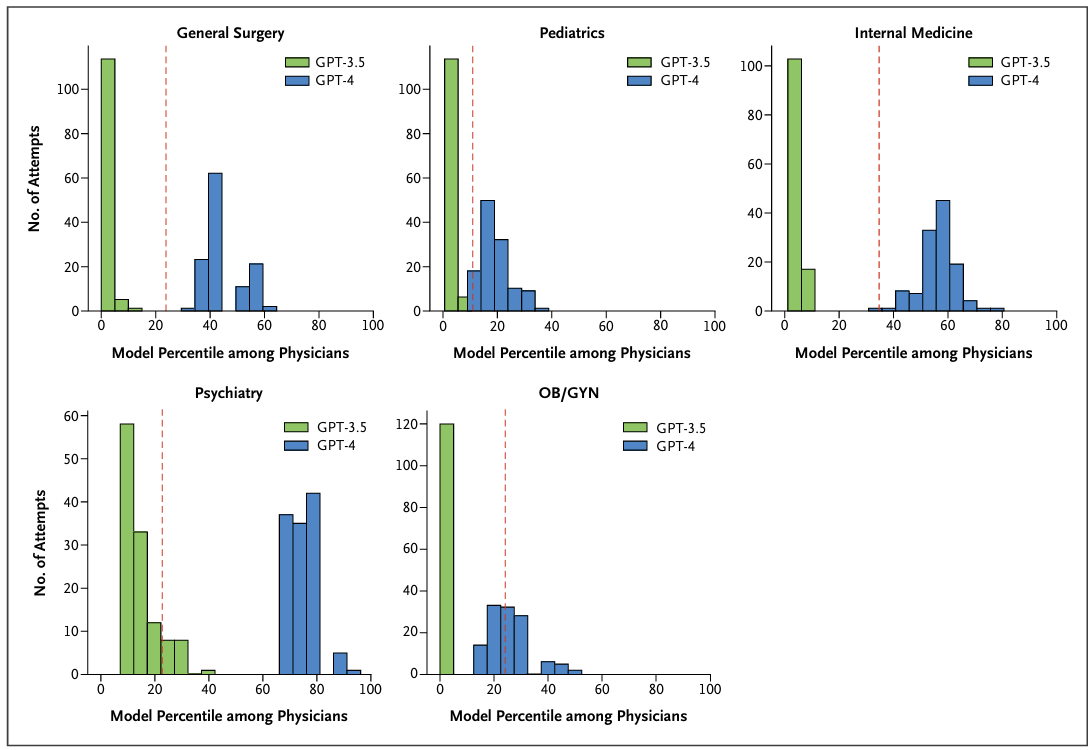 General Surgery
GPT-3.5
GPT-4
No. of Attempts
100
80
60
40
20
0
0 20 40 60 80 100
Model Percentile among Physicians
Pediatrics
GPT-3.5
GPT-4
100
80
60
40
20
0
0 20 40 60 80 100
Model Percentile among Physicians
Internal Medicine
GPT-3.5
GPT-4
100
80
60
40
20
0
0 20 40 60 80 100
Model Percentile among Physicians
Psychiatry
GPT-3.5
GPT-4
No. of Attempts
60
50
40
30
20
10
0
0 20 40 60 80 100
Model Percentile among Physicians
OB/GYN
GPT-3.5
GPT-4
120
100
80
60
40
20
0
0 20 40 60 80 100
Model Percentile among Physicians